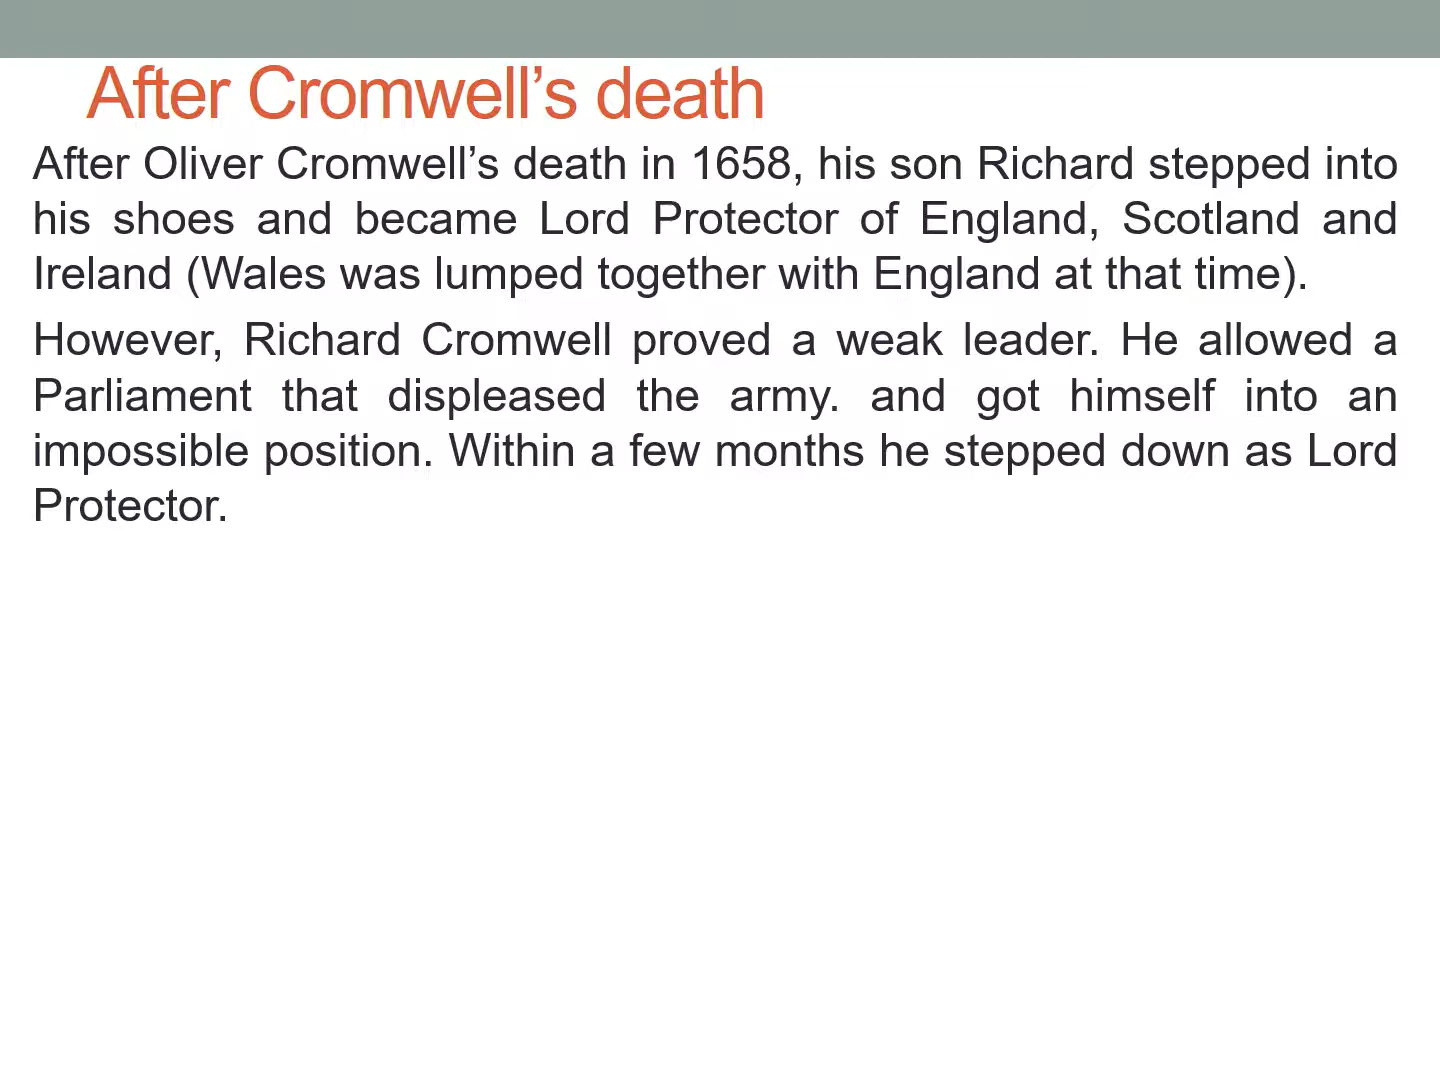 After Cromwell’s death
After Oliver Cromwell’s death in 1658, his son Richard stepped into
his shoes and became Lord Protector of England, Scotland and
Ireland (Wales was lumped together with England at that time).
However, Richard Cromwell proved a weak leader. He allowed a
Parliament that displeased the army. and got himself into an
impossible position. Within a few months he stepped down as Lord
Protector.